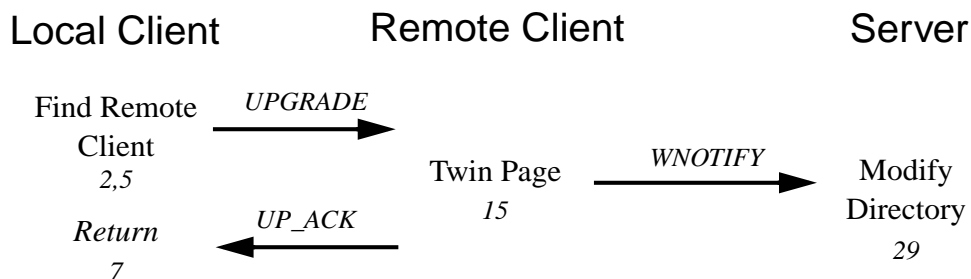 Local Client
Remote Client
Server
Find Remote
Client
2,5
UPGRADE
Twin Page
15
WNOTIFY
Modify
Directory
29
UP_ACK
Return
7